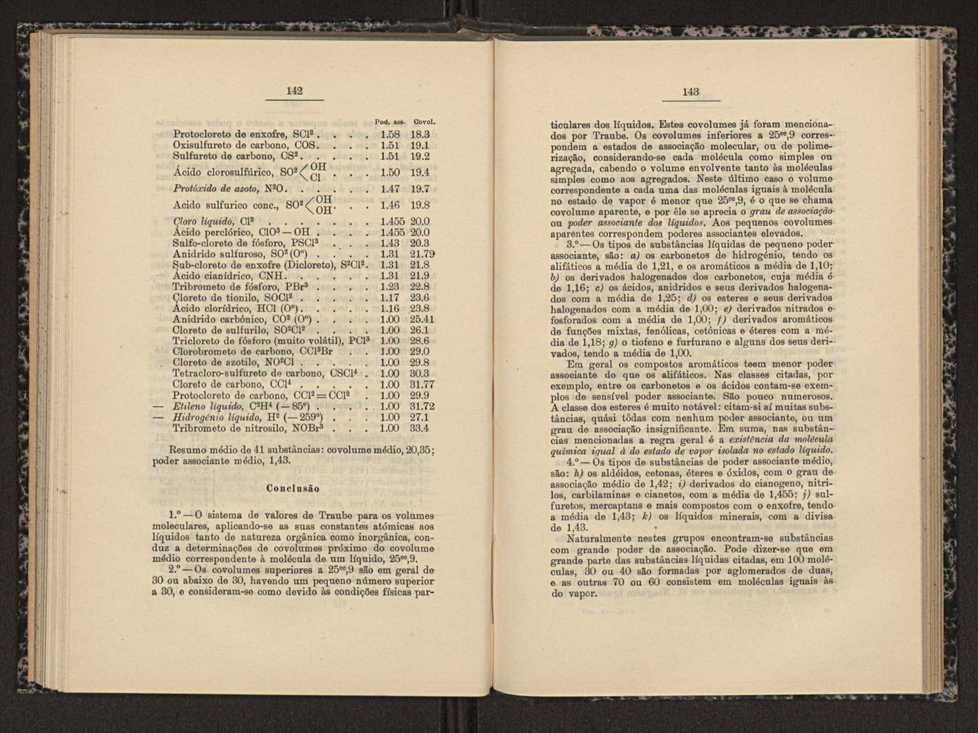 142
Pod. ass. Covol.
Protocloreto de enxofre, SCl². . . . 1.58 18.3
Oxisulfureto de carbono, COS. . . . 1.51 19.1
Sulfureto de carbono, CS². . . . . 1.51 19.2
Ácido clorosulfúrico, SO²<OH Cl . . . 1.50 19.4
Protóxido de azoto, N²O. . . . . . 1.47 19.7
Acido sulfurico conc., SO²<OH OH. . . 1.46 19.8
Cloro líquido, Cl² . . . . . . . . 1.455 20.0
Ácido perclórico, ClO³ — OH . . . . 1.455 20.0
Sulfo-cloreto de fósforo, PSCl³ . . . 1.43 20.3
Anidrido sulfuroso, SO² (Oº) . . . . 1.31 21.79
Sub-cloreto de enxofre (Dicloreto), S²Cl². 1.31 21.8
Ácido cianídrico, CNH. . . . . . 1.31 21.9
Tribrometo de fósforo, PBr³ . . . . 1.23 22.8
Cloreto de tionilo, SOCl² . . . . . 1.17 23.6
Ácido clorídrico, HCl (Oº). . . . . 1.16 23.8
Anidrido carbónico, CO² (Oº) . . . . 1.00 25.41
Cloreto de sulfurilo, SO²Cl² . . . . 1.00 26.1
Tricloreto de fósforo (muito volátil), PCl³ 1.00 28.6
Clorobrometo de carbono, CCl³Br . . 1.00 29.0
Cloreto de azotilo, NO²Cl . . . . . 1.00 29.8
Tetracloro-sulfureto de carbono, CSCl⁴ . 1.00 30.3
Cloreto de carbono, CCl⁴ . . . . . 1.00 31.77
Protocloreto de carbono, CCl²=CCl² . 1.00 29.9
— Etileno líquido, C²H⁴ (—85º) . . . . 1.00 31.72
— Hidrogénio líquido, H² (—259º) . . . 1.00 27.1
Tribrometo de nitrosilo, NOBr³ . . . 1.00 33.4
Resumo médio de 41 substâncias: covolume médio, 20,35;
poder associante médio, 1,43.
Conclusão
1.º — O sistema de valores de Traube para os volumes
moleculares, aplicando-se as suas constantes atómicas aos
líquidos tanto de natureza orgânica como inorgânica, con-
duz a determinações de covolumes próximo do covolume
médio correspondente à molécula de um líquido, 25ᶜᶜ,9.
2.º — Os covolumes superiores a 25ᶜᶜ,9 são em geral de
30 ou abaixo de 30, havendo um pequeno número superior
a 30, e consideram-se como devido às condições físicas par-
143
ticulares dos líquidos. Estes covolumes já foram menciona-
dos por Traube. Os covolumes inferiores a 25ᶜᶜ,9 corres-
pondem a estados de associação molecular, ou de polime-
rização, considerando-se cada molécula como simples ou
agregada, cabendo o volume envolvente tanto às moléculas
simples como aos agregados. Neste último caso o volume
correspondente a cada uma das moléculas iguais à molécula
no estado de vapor é menor que 25ᶜᶜ,9, é o que se chama
covolume aparente, e por êle se aprecia o grau de associação
ou poder associante dos líquidos. Aos pequenos covolumes
aparentes correspondem poderes associantes elevados.
3.º — Os tipos de substâncias líquidas de pequeno poder
associante, são: a) os carbonetos de hidrogénio, tendo os
alifáticos a média de 1,21, e os aromáticos a média de 1,10;
b) os derivados halogenados dos carbonetos, cuja média é
de 1,16; c) os ácidos, anidridos e seus derivados halogena-
dos com a média de 1,25; d) os esteres e seus derivados
halogenados com a média de 1,00; e) derivados nitrados e
fosforados com a média de 1,00; f) derivados aromáticos
de funções mixtas, fenólicas, cetónicas e éteres com a mé-
dia de 1,18; g) o tiofeno e furfurano e alguns dos seus deri-
vados, tendo a média de 1,00.
Em geral os compostos aromáticos teem menor poder
associante do que os alifáticos. Nas classes citadas, por
exemplo, entre os carbonetos e os ácidos contam-se exem-
plos de sensível poder associante. São pouco numerosos.
A classe dos esteres é muito notável: citam-si aí muitas subs-
tâncias, quási tôdas com nenhum poder associante, ou um
grau de associação insignificante. Em suma, nas substân-
cias mencionadas a regra geral é a existência da molécula
química igual à do estado de vapor isolada no estado líquido.
4.º — Os tipos de substâncias de poder associante médio,
são: h) os aldéidos, cetonas, éteres e óxidos, com o grau de
associação médio de 1,42; i) derivados do cianogeno, nitri-
los, carbilaminas e cianetos, com a média de 1,455; j) sul-
furetos, mercaptans e mais compostos com o enxofre, tendo
a média de 1,43; k) os líquidos minerais, com a divisa
de 1,43.
Naturalmente nestes grupos encontram-se substâncias
com grande poder de associação. Pode dizer-se que em
grande parte das substâncias líquidas citadas, em 100 molé-
culas, 30 ou 40 são formadas por aglomerados de duas,
e as outras 70 ou 60 consistem em moléculas iguais às
do vapor.